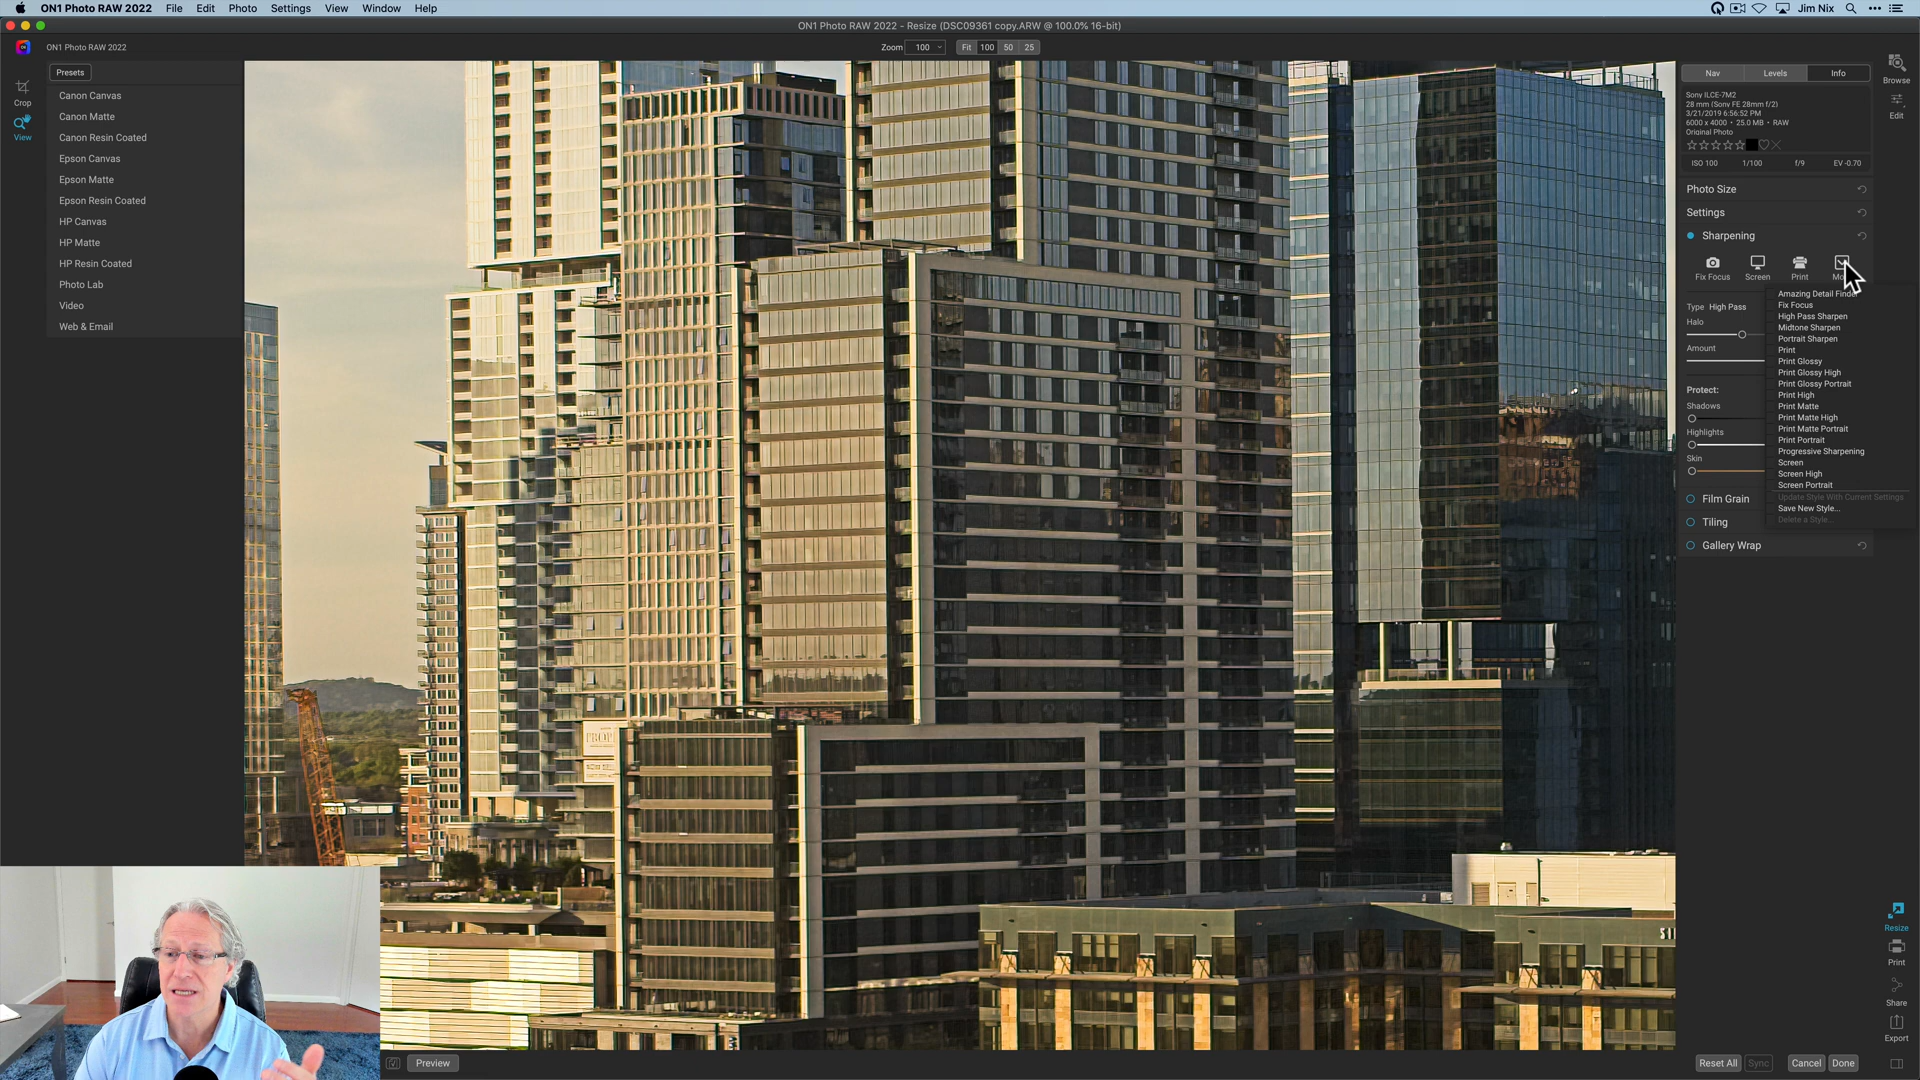 ON1 Photo RAW 2022 File Edit Photo Settings View Window Help Jim Nix
ON1 Photo RAW 2022 - Resize (DSC09361 copy.ARW @ 100.0% 16-bit)
ON1 Photo RAW 2022
Zoom 100 Fit 100 50 25
Crop
View
Presets
Canon Canvas
Canon Matte
Canon Resin Coated
Epson Canvas
Epson Matte
Epson Resin Coated
HP Canvas
HP Matte
HP Resin Coated
Photo Lab
Video
Web & Email
Nav Levels Info
Sony ILCE-7M2
28 mm (Sony FE 28mm f/2)
3/21/2019 6:56:52 PM
6000 x 4000 • 25.0 MB • RAW
Original Photo
ISO 100 1/100 f/9 EV -0.70
Photo Size
Settings
Sharpening
Fix Focus Screen Print
Type High Pass
Halo
Amount
Protect:
Shadows
Highlights
Skin
Amazing Detail Finder
Fix Focus
High Pass Sharpen
Midtone Sharpen
Portrait Sharpen
Print
Print Glossy
Print Glossy High
Print Glossy Portrait
Print High
Print Matte
Print Matte High
Print Matte Portrait
Print Portrait
Progressive Sharpening
Screen
Screen High
Screen Portrait
Update Style With Current Settings
Save New Style...
Delete a Style...
Film Grain
Tiling
Gallery Wrap
Browse
Edit
Resize
Print
Share
Export
Preview
Reset All Sync Cancel Done